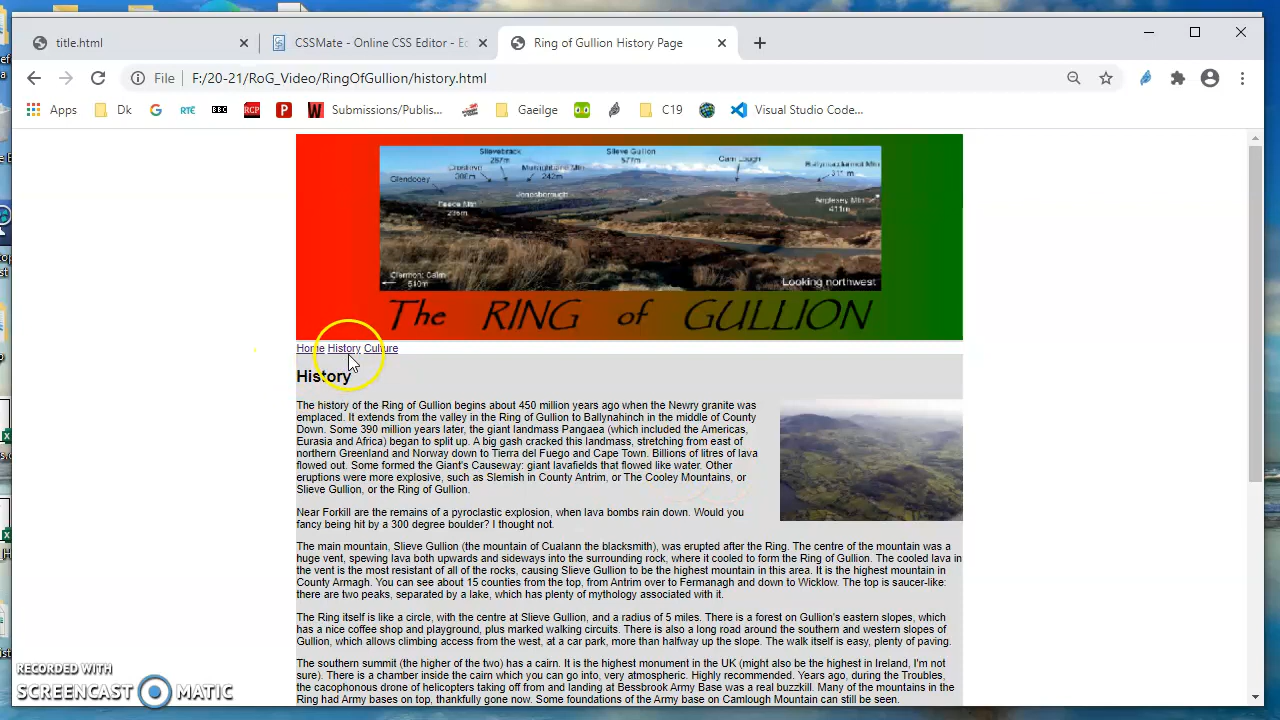 title.html
CSSMate - Online CSS Editor - Ec
Ring of Gullion History Page
File F:/20-21/RoG_Video/RingOfGullion/history.html
Apps Dk RTÉ BBC RCP Submissions/Publis... Gaeilge C19 Visual Studio Code...
Slievebrack Slieve Gullion Cam Lough
267m 577m
Glendooey
Jonesborough
411m
Looking northwest
The RING of GULLION
Home History Culture
History
The history of the Ring of Gullion begins about 450 million years ago when the Newry granite was
emplaced. It extends from the valley in the Ring of Gullion to Ballynahinch in the middle of County
Down. Some 390 million years later, the giant landmass Pangaea (which included the Americas,
Eurasia and Africa) began to split up. A big gash cracked this landmass, stretching from east of
northern Greenland and Norway down to Tierra del Fuego and Cape Town. Billions of litres of lava
flowed out. Some formed the Giant's Causeway: giant lavafields that flowed like water. Other
eruptions were more explosive, such as Slemish in County Antrim, or The Cooley Mountains, or
Slieve Gullion, or the Ring of Gullion.
Near Forkill are the remains of a pyroclastic explosion, when lava bombs rain down. Would you
fancy being hit by a 300 degree boulder? I thought not.
The main mountain, Slieve Gullion (the mountain of Cualann the blacksmith), was erupted after the Ring. The centre of the mountain was a
huge vent, spewing lava both upwards and sideways into the surrounding rock, where it cooled to form the Ring of Gullion. The cooled lava in
the vent is the most resistant of all of the rocks, causing Slieve Gullion to be the highest mountain in this area. It is the highest mountain in
County Armagh. You can see about 15 counties from the top, from Antrim over to Fermanagh and down to Wicklow. The top is saucer-like:
there are two peaks, separated by a lake, which has plenty of mythology associated with it.
The Ring itself is like a circle, with the centre at Slieve Gullion, and a radius of 5 miles. There is a forest on Gullion's eastern slopes, which
has a nice coffee shop and playground, plus marked walking circuits. There is also a long road around the southern and western slopes of
Gullion, which allows climbing access from the west, at a car park, more than halfway up the slope. The walk itself is easy, plenty of paving.
The southern summit (the higher of the two) has a cairn. It is the highest monument in the UK (might also be the highest in Ireland, I'm not
sure). There is a chamber inside the cairn which you can go into, very atmospheric. Highly recommended. Years ago, during the Troubles,
the cacophonous drone of helicopters taking off from and landing at Bessbrook Army Base was a real buzzkill. Many of the mountains in the
Ring had Army bases on top, thankfully gone now. Some foundations of the Army base on Camlough Mountain can still be seen.
RECORDED WITH
SCREENCAST MATIC